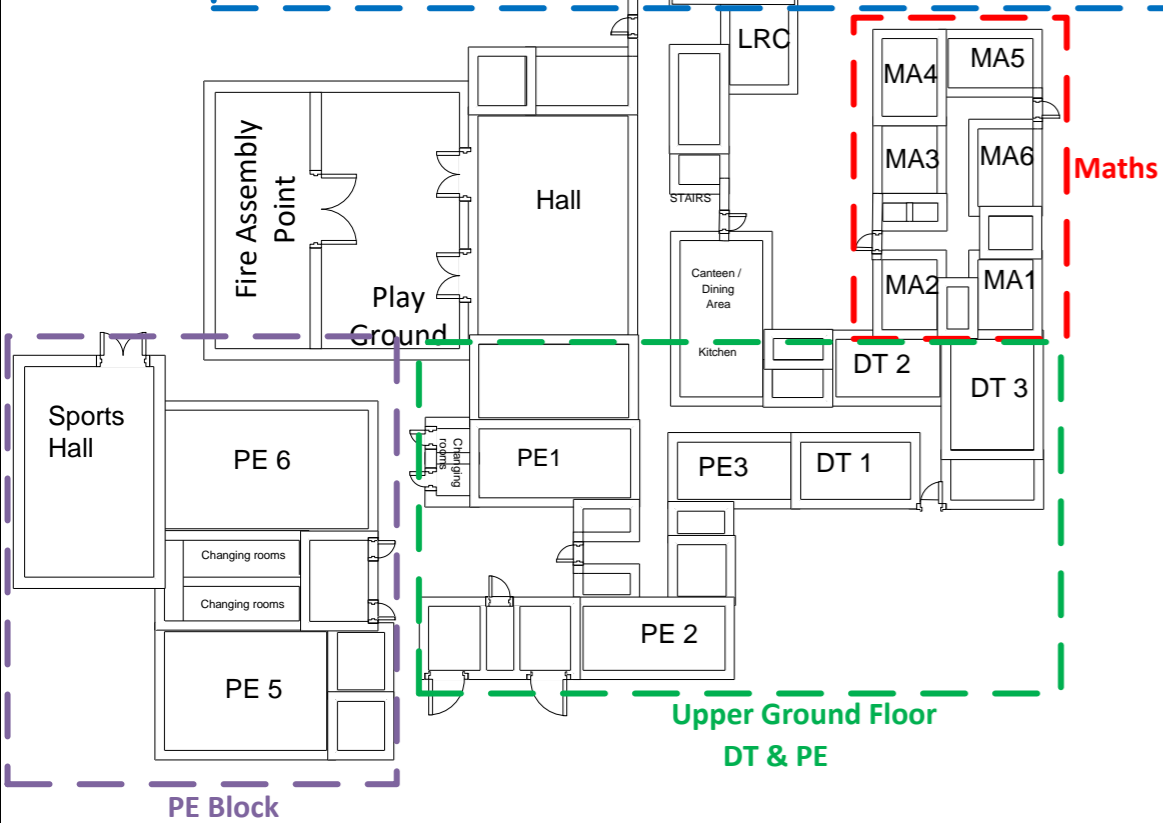 LRC
MA4
MA5
MA3
MA6
Maths
MA2
MA1
STAIRS
Hall
Fire Assembly
Point
Play
Ground
Canteen /
Dining
Area
Kitchen
DT 2
DT 3
Sports
Hall
PE 6
Changing
rooms
PE1
PE3
DT 1
Changing rooms
Changing rooms
PE 2
PE 5
Upper Ground Floor
DT & PE
PE Block